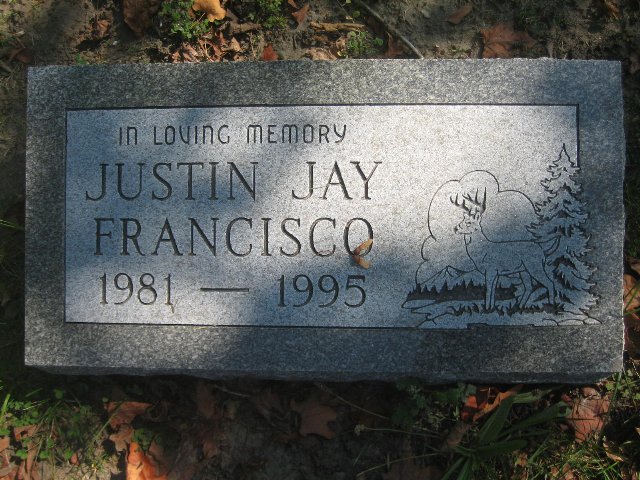 IN LOVING MEMORY
JUSTIN JAY
FRANCISCO
1981 — 1995